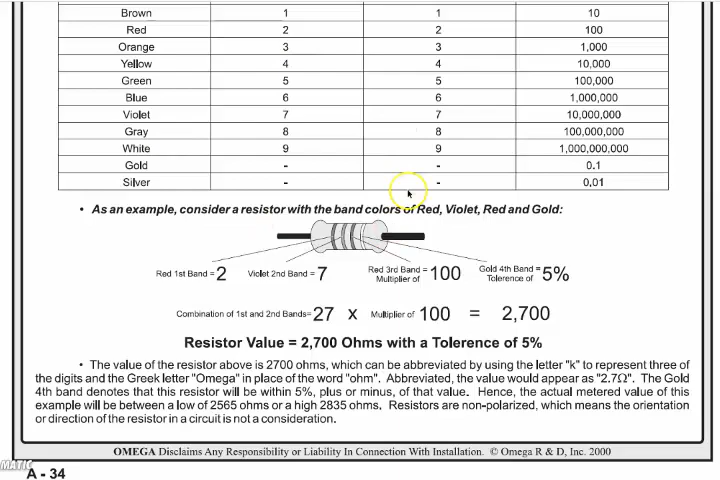 Brown 1 1 10
Red 2 2 100
Orange 3 3 1,000
Yellow 4 4 10,000
Green 5 5 100,000
Blue 6 6 1,000,000
Violet 7 7 10,000,000
Gray 8 8 100,000,000
White 9 9 1,000,000,000
Gold - - 0.1
Silver - - 0.01
• As an example, consider a resistor with the band colors of Red, Violet, Red and Gold:
Red 1st Band = 2 Violet 2nd Band = 7 Red 3rd Band = Multiplier of 100 Gold 4th Band = Tolerence of 5%
Combination of 1st and 2nd Bands= 27 x Multiplier of 100 = 2,700
Resistor Value = 2,700 Ohms with a Tolerence of 5%
• The value of the resistor above is 2700 ohms, which can be abbreviated by using the letter "k" to represent three of
the digits and the Greek letter "Omega" in place of the word "ohm". Abbreviated, the value would appear as "2.7Ω". The Gold
4th band denotes that this resistor will be within 5%, plus or minus, of that value. Hence, the actual metered value of this
example will be between a low of 2565 ohms or a high 2835 ohms. Resistors are non-polarized, which means the orientation
or direction of the resistor in a circuit is not a consideration.
OMEGA Disclaims Any Responsibility or Liability In Connection With Installation. © Omega R & D, Inc. 2000
MATIC
A - 34